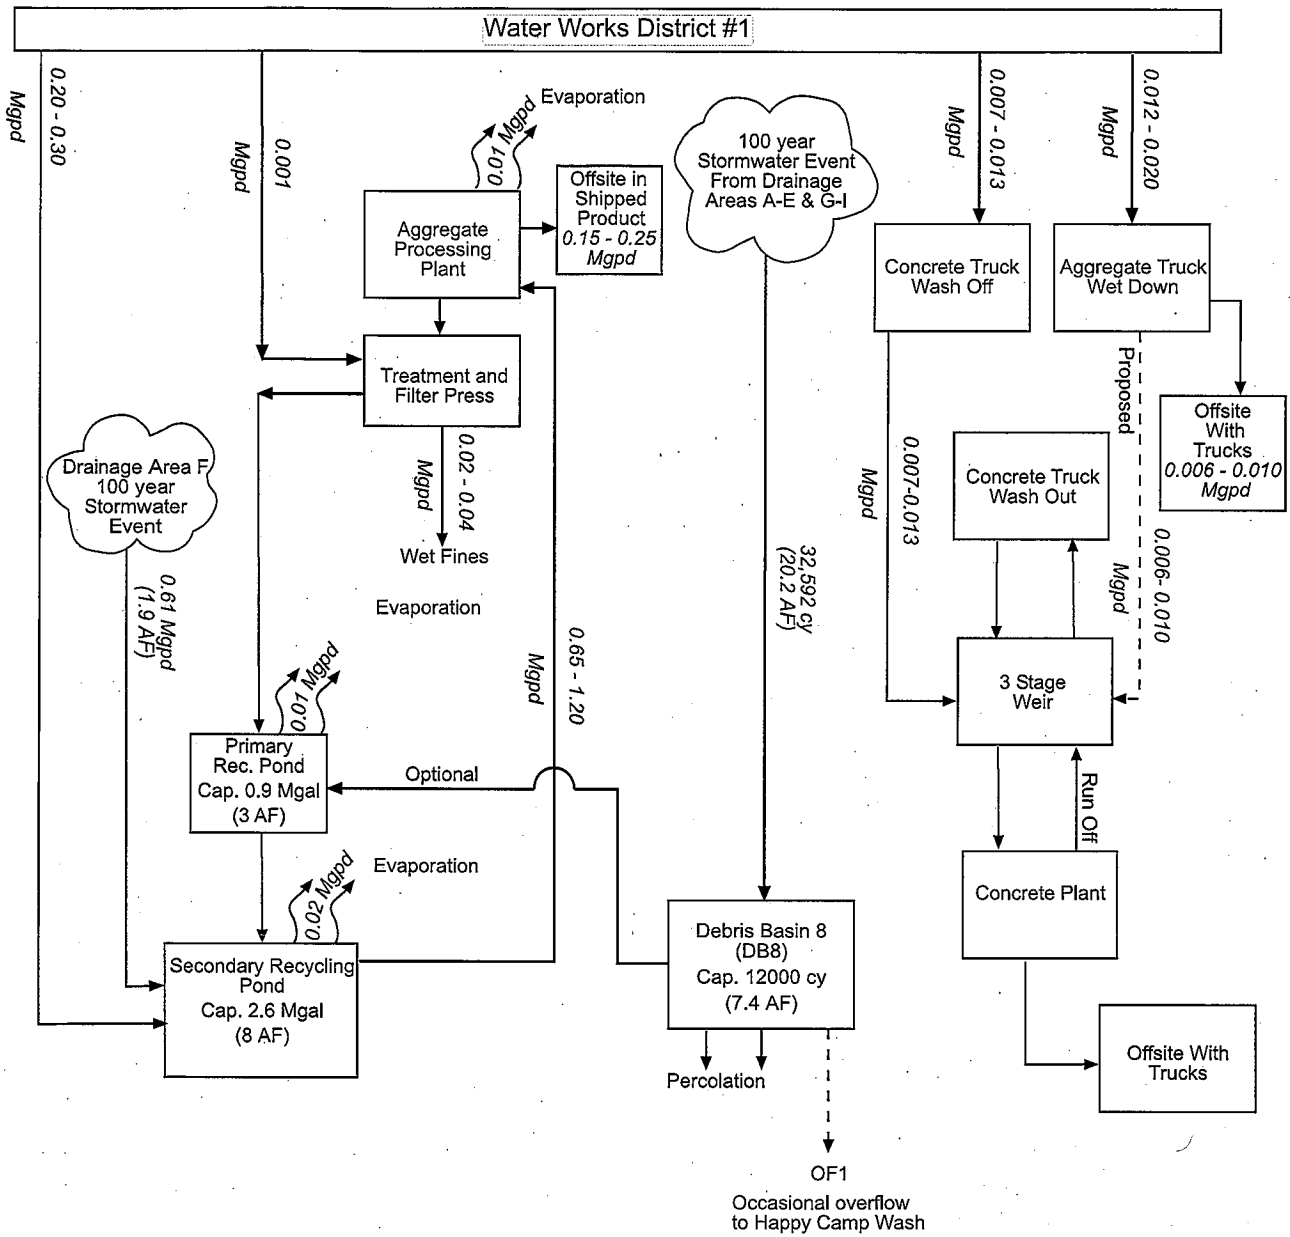 Water Works District #1
0.20 - 0.30
Mgpd
0.001
Mgpd
Evaporation
0.01 Mgpd
Aggregate
Processing
Plant
Offsite in
Shipped
Product
0.15 - 0.25
Mgpd
100 year
Stormwater Event
From Drainage
Areas A-E & G-I
0.007 - 0.013
Mgpd
0.012 - 0.020
Mgpd
Concrete Truck
Wash Off
Aggregate Truck
Wet Down
Treatment and
Filter Press
Proposed
Offsite
With
Trucks
0.006 - 0.010
Mgpd
Drainage Area F
100 year
Stormwater
Event
0.02 - 0.04
Mgpd
Wet Fines
0.007-0.013
Mgpd
Concrete Truck
Wash Out
0.006- 0.010
Mgpd
0.61 Mgpd
(1.9 AF)
Evaporation
0.01 Mgpd
0.65 - 1.20
Mgpd
32,592 cy
(20.2 AF)
3 Stage
Weir
Primary
Rec. Pond
Cap. 0.9 Mgal
(3 AF)
Optional
Run Off
Evaporation
0.02 Mgpd
Concrete Plant
Secondary Recycling
Pond
Cap. 2.6 Mgal
(8 AF)
Debris Basin 8
(DB8)
Cap. 12000 cy
(7.4 AF)
Percolation
Offsite With
Trucks
OF1
Occasional overflow
to Happy Camp Wash